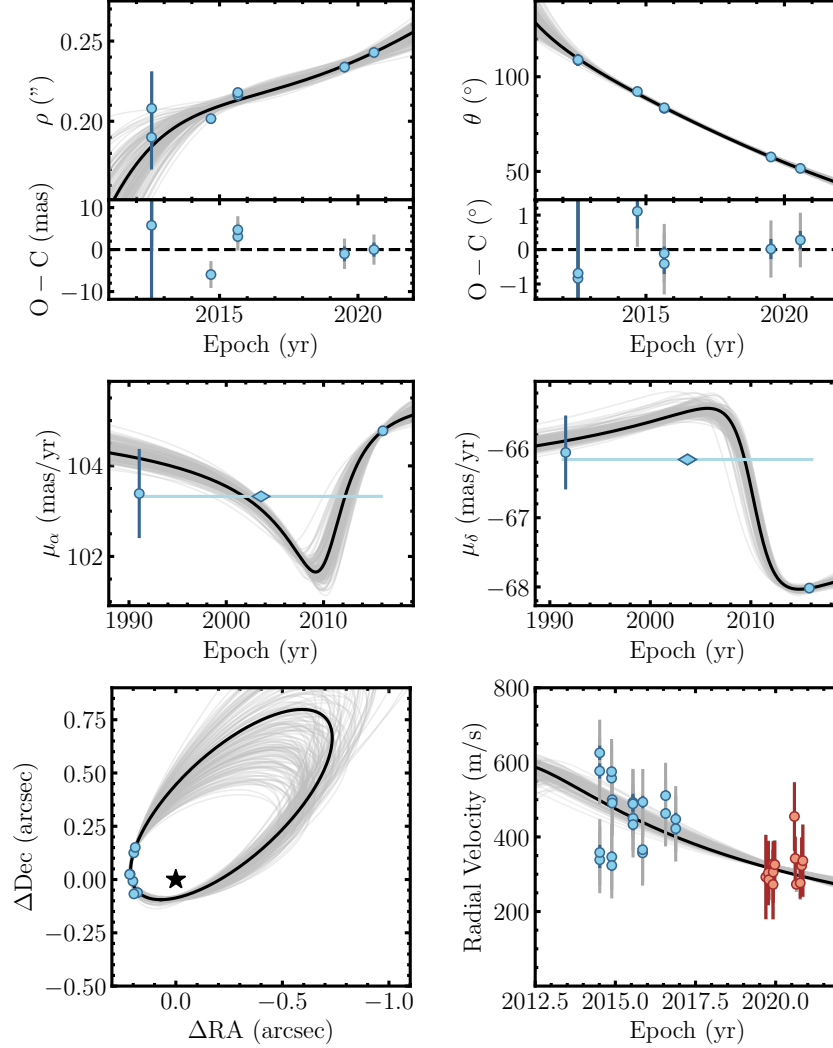 0.25
0.20
ρ (")
10
0
−10
O − C (mas)
2015 2020
Epoch (yr)
100
50
θ (°)
1
0
−1
O − C (°)
2015 2020
Epoch (yr)
104
102
μα (mas/yr)
1990 2000 2010
Epoch (yr)
−66
−67
−68
μδ (mas/yr)
1990 2000 2010
Epoch (yr)
0.75
0.50
0.25
0.00
−0.25
−0.50
ΔDec (arcsec)
0.0 −0.5 −1.0
ΔRA (arcsec)
800
600
400
200
Radial Velocity (m/s)
2012.5 2015.0 2017.5 2020.0
Epoch (yr)